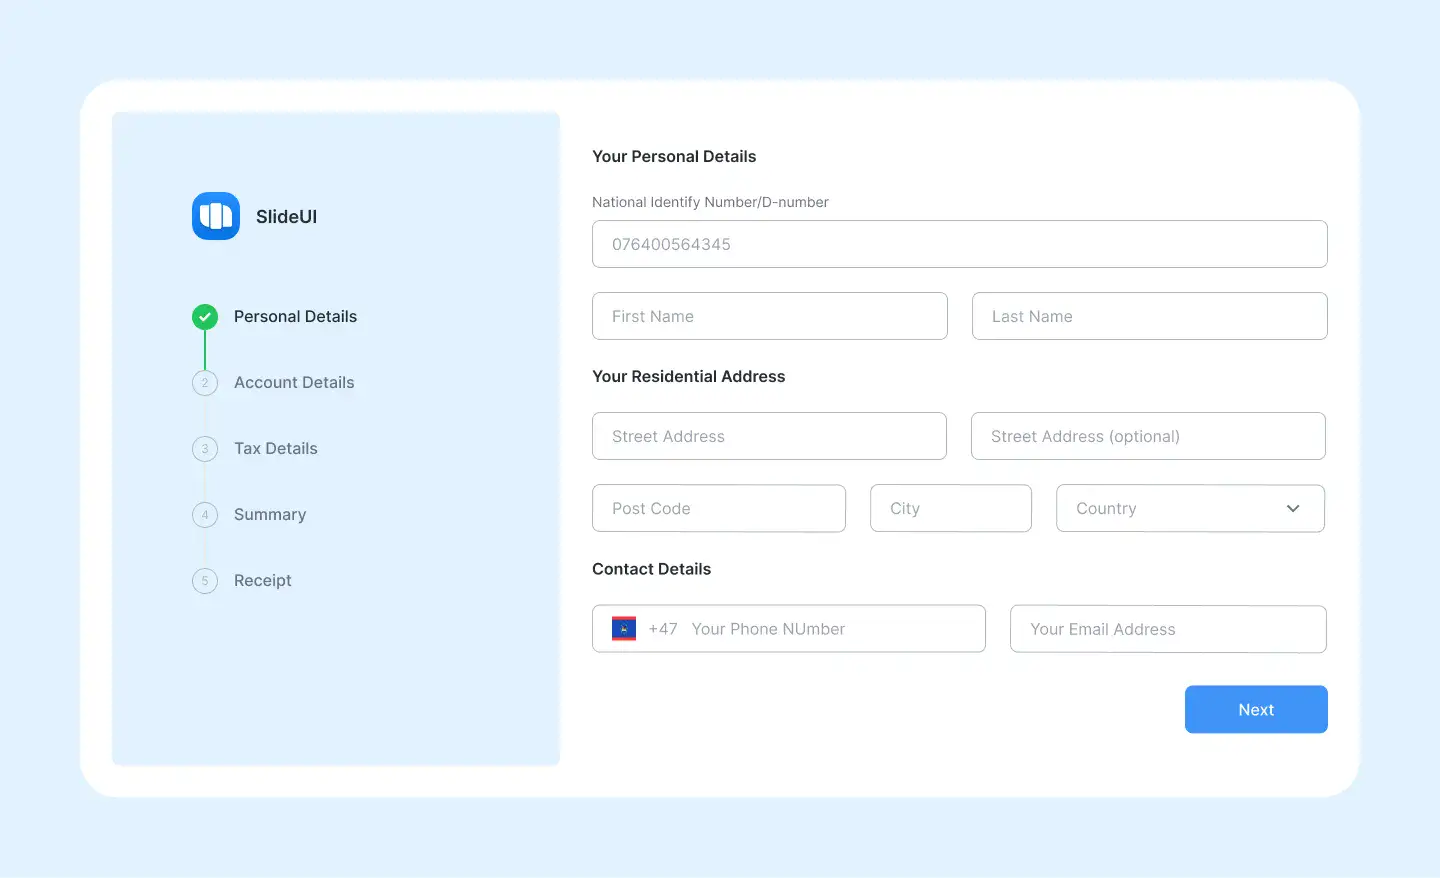 SlideUI
Personal Details
2 Account Details
3 Tax Details
4 Summary
5 Receipt
Your Personal Details
National Identify Number/D-number
076400564345
First Name Last Name
Your Residential Address
Street Address Street Address (optional)
Post Code City Country
Contact Details
+47 Your Phone NUmber Your Email Address
Next